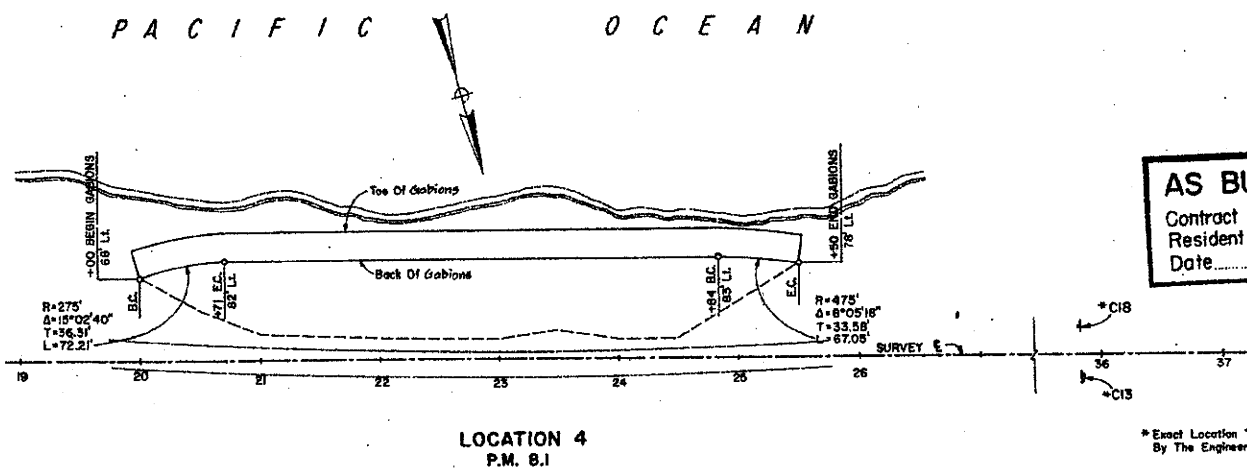 PACIFIC OCEAN
+00 BEGIN GABIONS
68' Lt.
Toe Of Gabions
+50 END GABIONS
78' Lt.
AS BU
Contract
Resident
Date
B.C.
+71 E.C.
82' Lt.
Back Of Gabions
+84 B.C.
83' Lt.
E.C.
R=275'
Δ=15°02'40"
T=36.31'
L=72.21'
R=475'
Δ=8°05'18"
T=33.58'
L=67.05'
*C18
SURVEY ℄
19 20 21 22 23 24 25 26 36 37
*C13
LOCATION 4
P.M. 8.1
*Exact Location
By The Engineer